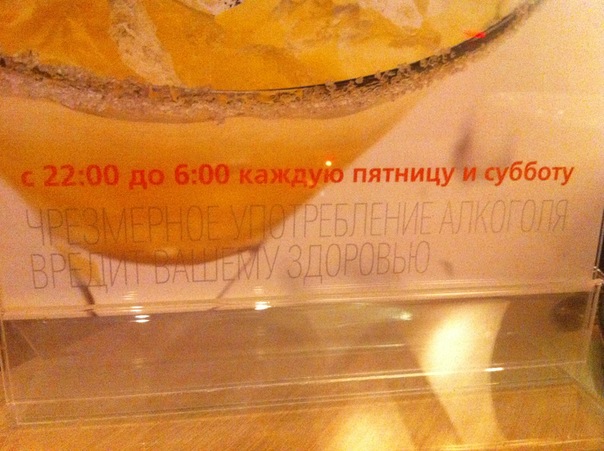 с 22:00 до 6:00 каждую пятницу и субботу
ЧРЕЗМЕРНОЕ УПОТРЕБЛЕНИЕ АЛКОГОЛЯ
ВРЕДИТ ВАШЕМУ ЗДОРОВЬЮ